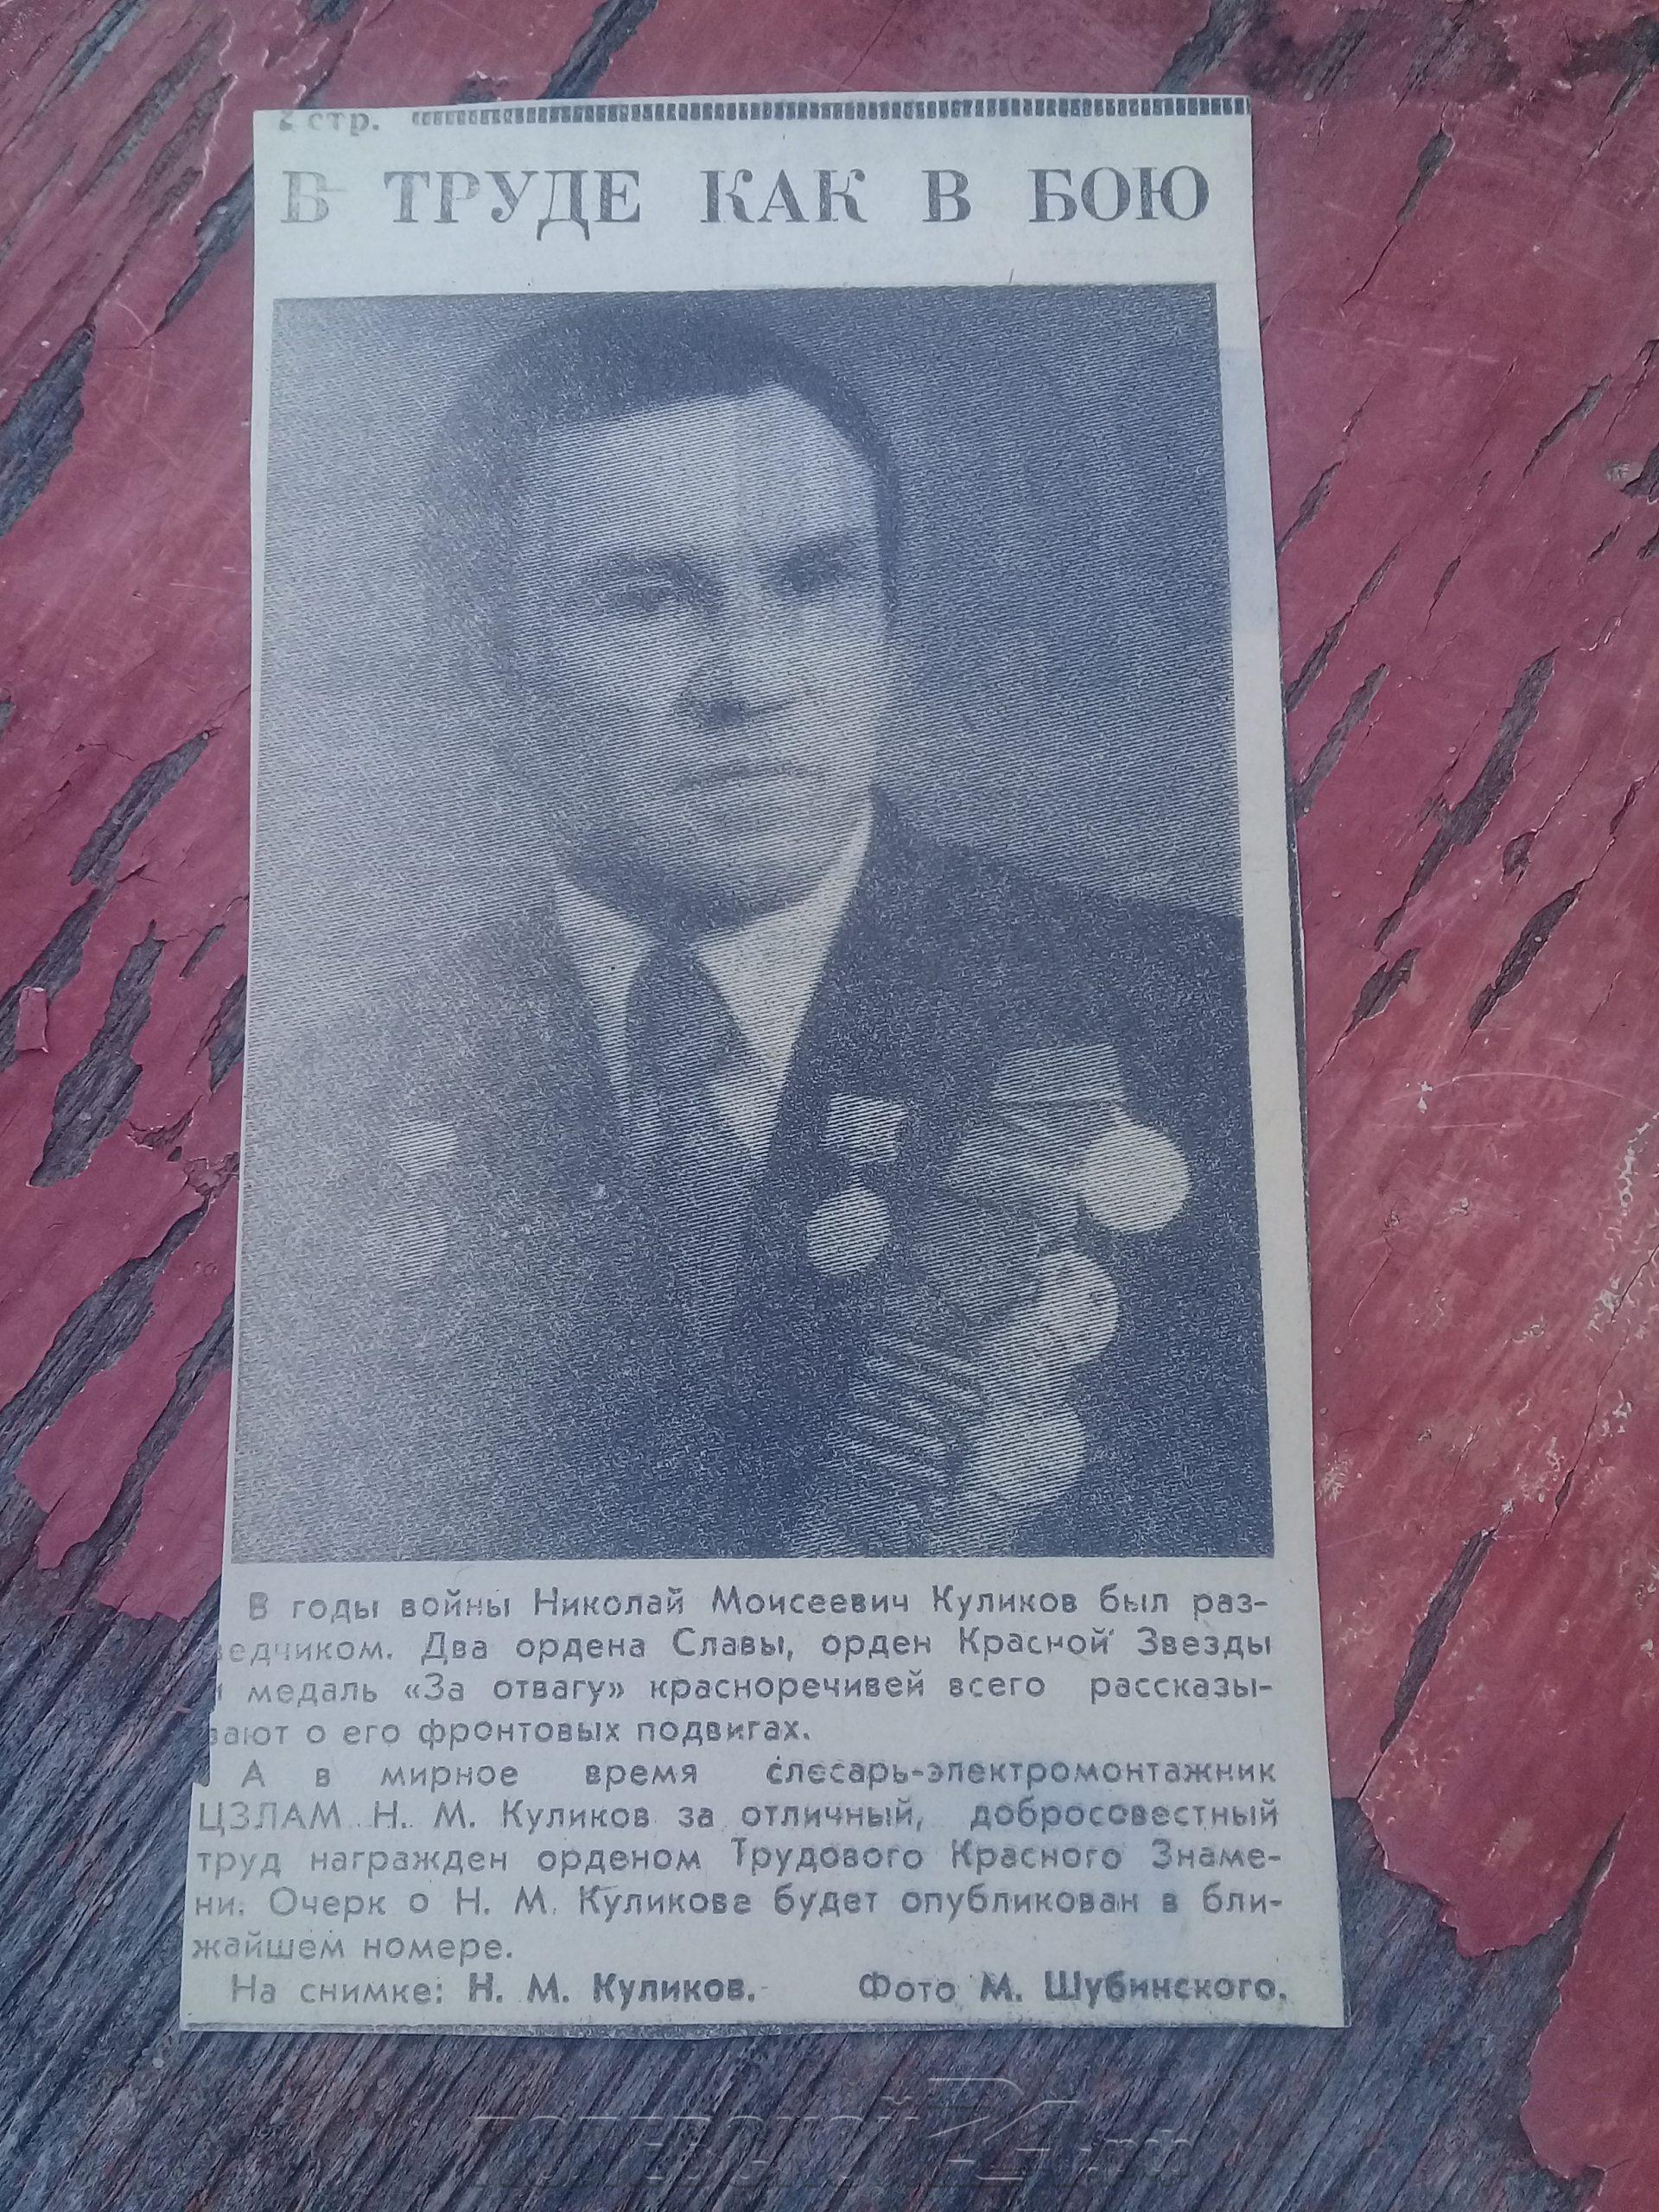 2 стр.
В ТРУДЕ КАК В БОЮ
В годы войны Николай Моисеевич Куликов был раз-
ведчиком. Два ордена Славы, орден Красной Звезды
и медаль «За отвагу» красноречивей всего рассказы-
вают о его фронтовых подвигах.
А в мирное время слесарь-электромонтажник
ЦЗЛАМ Н. М. Куликов за отличный, добросовестный
труд награжден орденом Трудового Красного Знаме-
ни. Очерк о Н. М. Куликове будет опубликован в бли-
жайшем номере.
На снимке: Н. М. Куликов. Фото М. Шубинского.
полевской24.рф